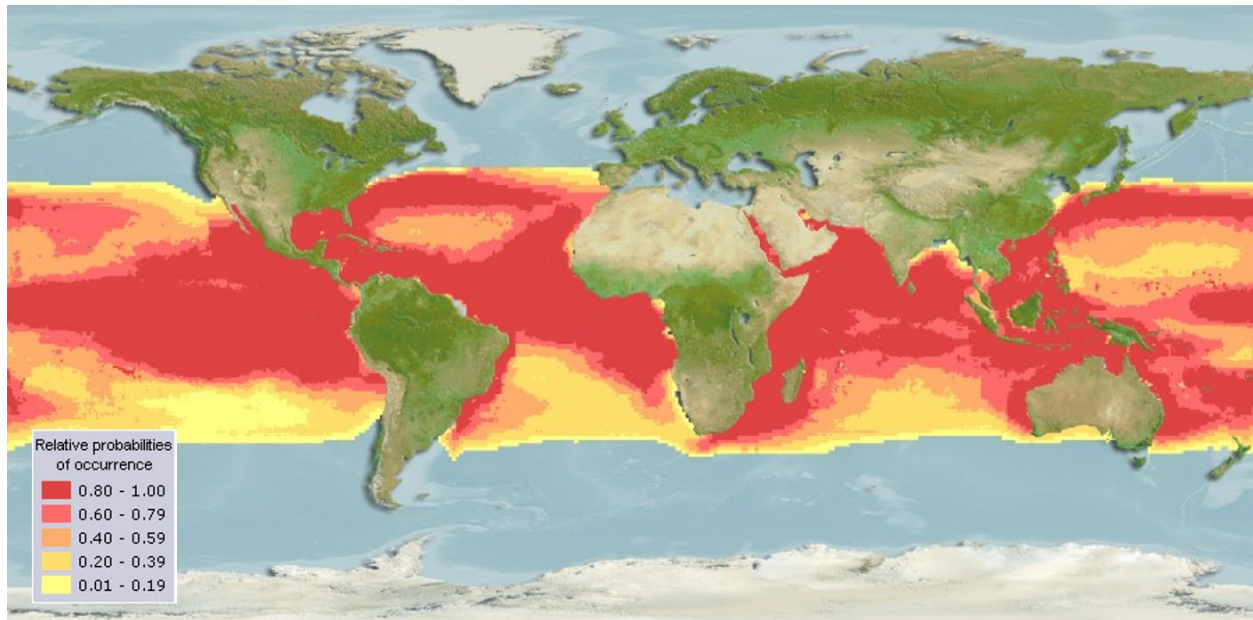 Relative probabilities
of occurrence
0.80 - 1.00
0.60 - 0.79
0.40 - 0.59
0.20 - 0.39
0.01 - 0.19